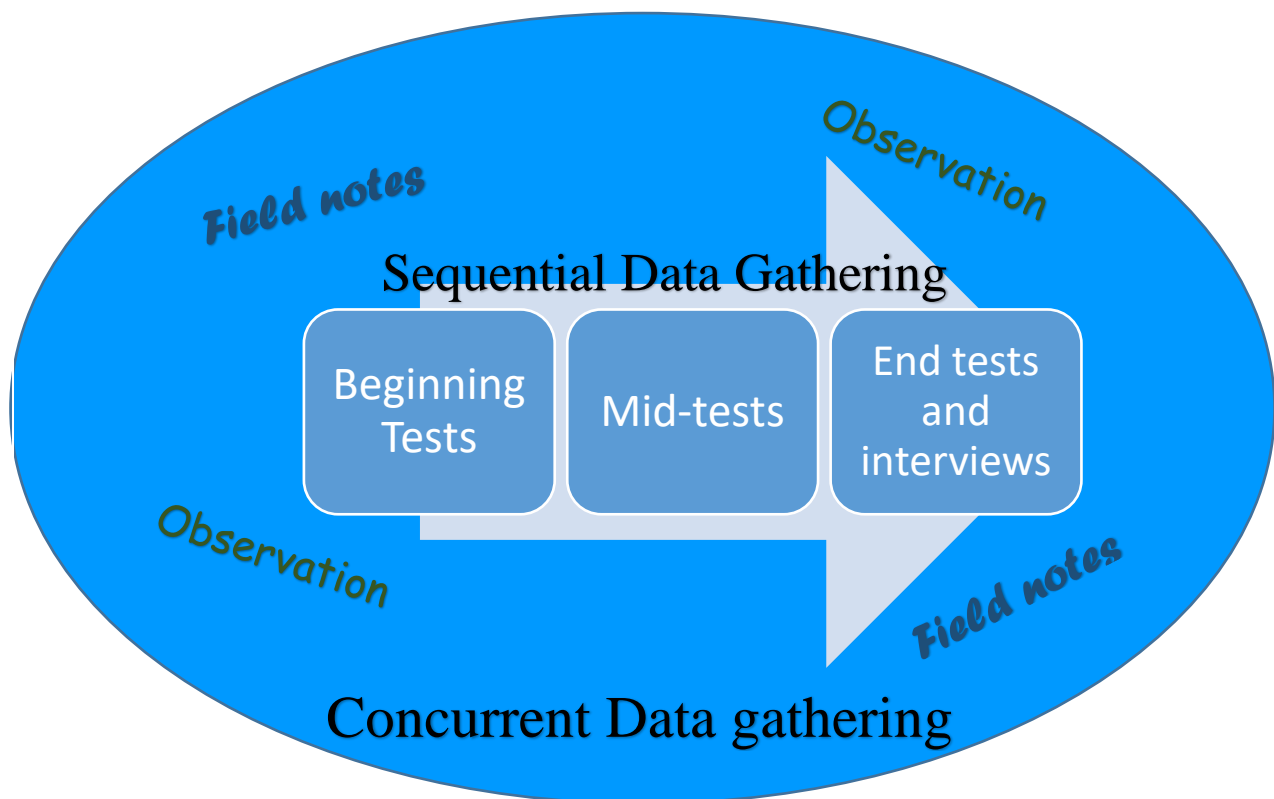 Observation
Field notes
Sequential Data Gathering
Beginning
Tests
Mid-tests
End tests
and
interviews
Observation
Field notes
Concurrent Data gathering